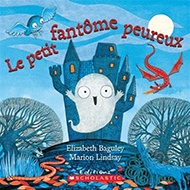 Le petit fantôme peureux
Elizabeth Baguley
Marion Lindsay
Éditions
SCHOLASTIC